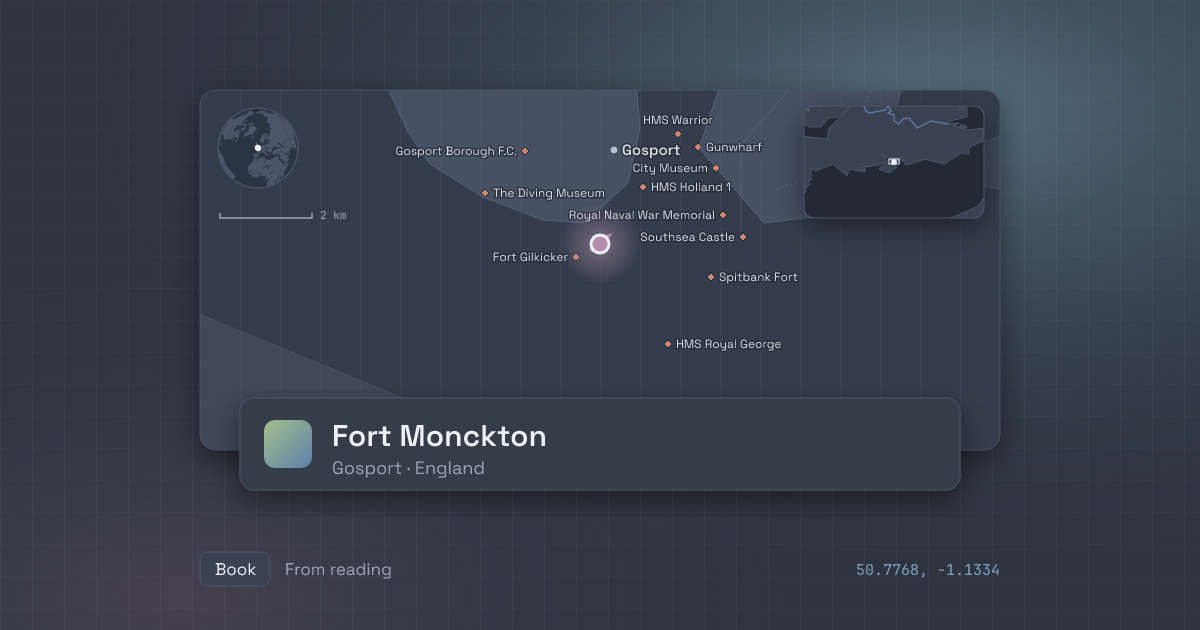 HMS Warrior
Gosport Borough F.C.
Gosport
Gunwharf
City Museum
HMS Holland 1
The Diving Museum
2 km
Royal Naval War Memorial
Southsea Castle
Fort Gilkicker
Spitbank Fort
HMS Royal George
Fort Monckton
Gosport · England
Book
From reading
50.7768, -1.1334